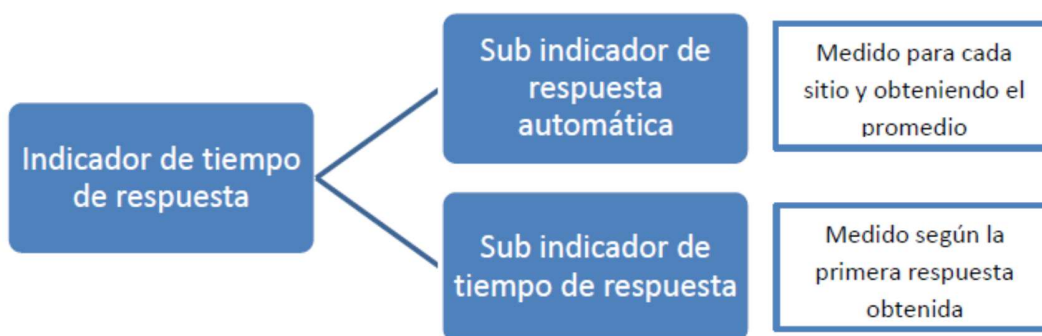 Sub indicador de
respuesta
automática
Medido para cada
sitio y obteniendo el
promedio
Indicador de tiempo
de respuesta
Sub indicador de
tiempo de respuesta
Medido según la
primera respuesta
obtenida